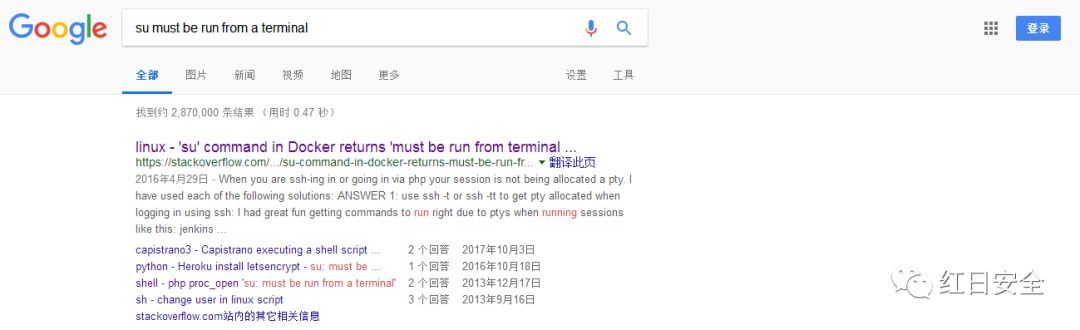 Google
su must be run from a terminal
登录
全部 图片 新闻 视频 地图 更多 设置 工具
找到约 2,870,000 条结果 （用时 0.47 秒）
linux - 'su' command in Docker returns 'must be run from terminal ...
https://stackoverflow.com/.../su-command-in-docker-returns-must-be-run-fr... 翻译此页
2016年4月29日 - When you are ssh-ing in or going in via php your session is not being allocated a pty. I
have used each of the following solutions: ANSWER 1: use ssh -t or ssh -tt to get pty allocated when
logging in using ssh: I had great fun getting commands to run right due to ptys when running sessions
like this: jenkins ...
capistrano3 - Capistrano executing a shell script ... 2 个回答 2017年10月3日
python - Heroku install letsencrypt - su: must be ... 1 个回答 2016年10月18日
shell - php proc_open 'su: must be run from a terminal' 2 个回答 2013年12月17日
sh - change user in linux script 3 个回答 2013年9月16日
stackoverflow.com站内的其它相关信息
红日安全